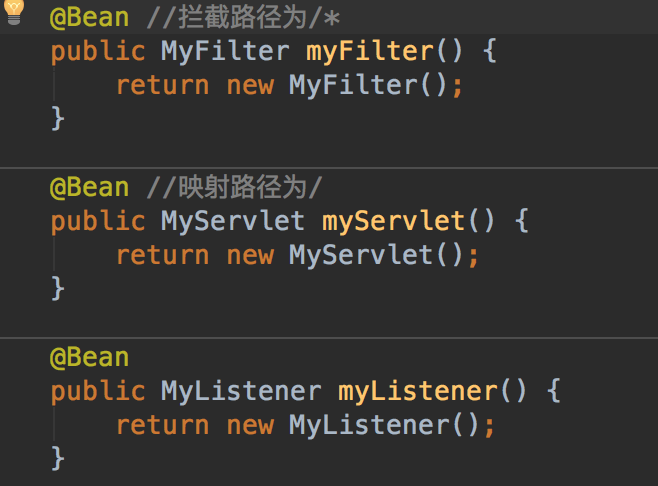 @Bean //拦截路径为/*
public MyFilter myFilter() {
    return new MyFilter();
}
@Bean //映射路径为/
public MyServlet myServlet() {
    return new MyServlet();
}
@Bean
public MyListener myListener() {
    return new MyListener();
}